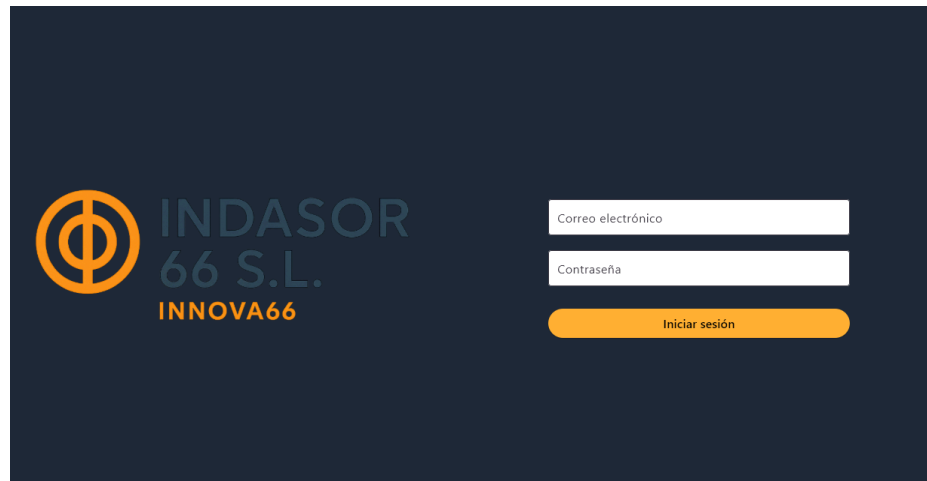 INDASOR
66 S.L.
INNOVA66
Correo electrónico
Contraseña
Iniciar sesión